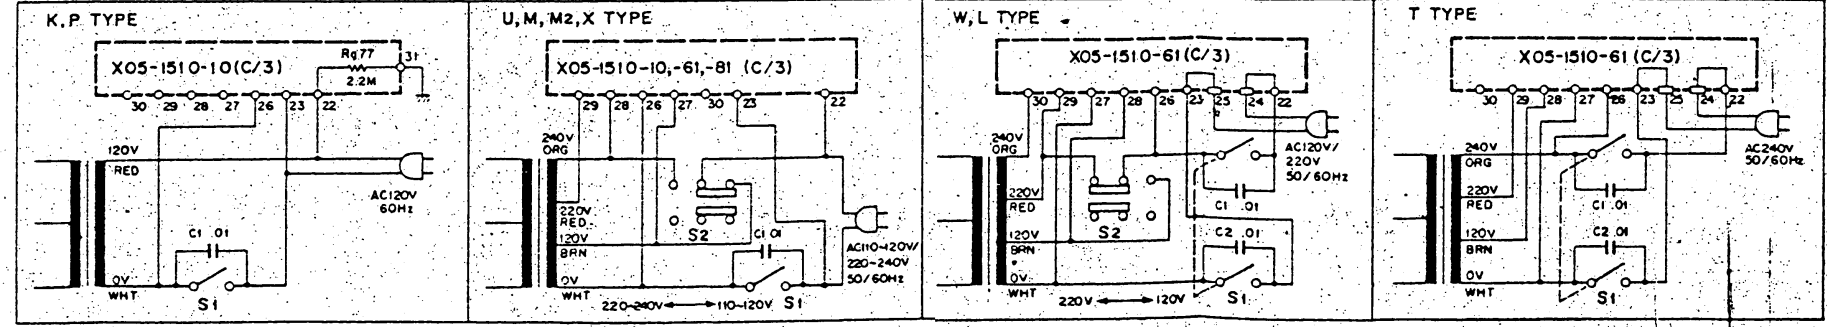 K, P TYPE
X05-1510-10(C/3)
Rg77
2.2M
31
30 29 28 27 26 23 22
120V
RED
AC120V
60Hz
C1 .01
0V
WHT
S1
U, M, M2, X TYPE
X05-1510-10,-61,-81 (C/3)
29 28 26 27 30 23 22
240V
ORG
220V
RED
120V
BRN
S2
C1 .01
AC110~120V/
220~240V
50/60Hz
0V
WHT
220~240V 110~120V
S1
W, L TYPE
X05-1510-61(C/3)
30 29 27 28 26 23 25 24 22
240V
ORG
AC120V/
220V
50/60Hz
220V
RED
C1 .01
S2
120V
BRN
C2 .01
0V
WHT
220V 120V
S1
T TYPE
X05-1510-61(C/3)
30 29 28 27 26 23 25 24 22
240V
ORG
AC240V
50/60Hz
220V
RED
C1 .01
120V
BRN
C2 .01
0V
WHT
S1